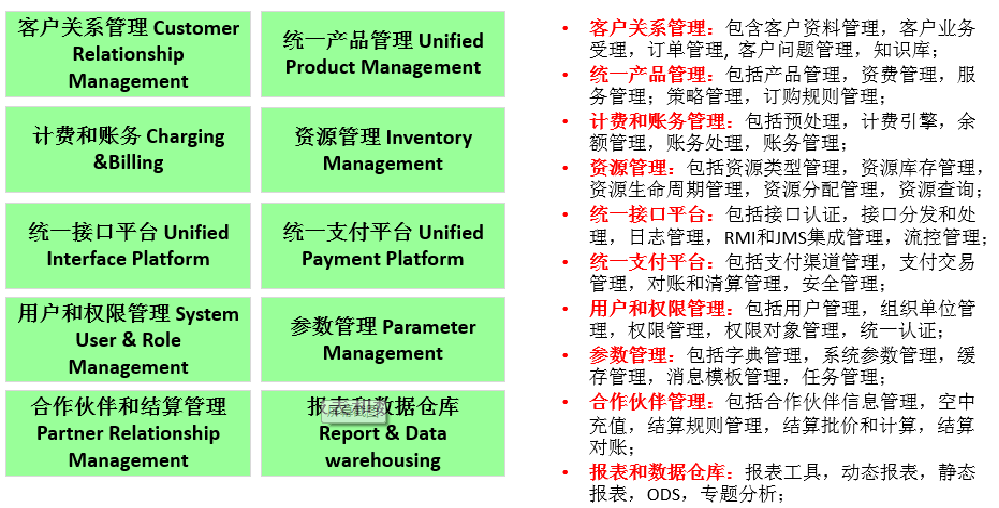 客户关系管理 Customer
Relationship
Management
统一产品管理 Unified
Product Management
计费和账务 Charging
&Billing
资源管理 Inventory
Management
统一接口平台 Unified
Interface Platform
统一支付平台 Unified
Payment Platform
用户和权限管理 System
User & Role
Management
参数管理 Parameter
Management
合作伙伴和结算管理
Partner Relationship
Management
报表和数据仓库
Report & Data
warehousing
• 客户关系管理：包含客户资料管理，客户业务
受理，订单管理, 客户问题管理，知识库；
• 统一产品管理：包括产品管理，资费管理，服
务管理；策略管理，订购规则管理；
• 计费和账务管理：包括预处理，计费引擎，余
额管理，账务处理，账务管理；
• 资源管理：包括资源类型管理，资源库存管理，
资源生命周期管理，资源分配管理，资源查询；
• 统一接口平台：包括接口认证，接口分发和处
理，日志管理，RMI和JMS集成管理，流控管理；
• 统一支付平台：包括支付渠道管理，支付交易
管理，对账和清算管理，安全管理；
• 用户和权限管理：包括用户管理，组织单位管
理，权限管理，权限对象管理，统一认证；
• 参数管理：包括字典管理，系统参数管理，缓
存管理，消息模板管理，任务管理；
• 合作伙伴管理：包括合作伙伴信息管理，空中
充值，结算规则管理，结算批价和计算，结算
对账；
• 报表和数据仓库：报表工具，动态报表，静态
报表，ODS，专题分析；